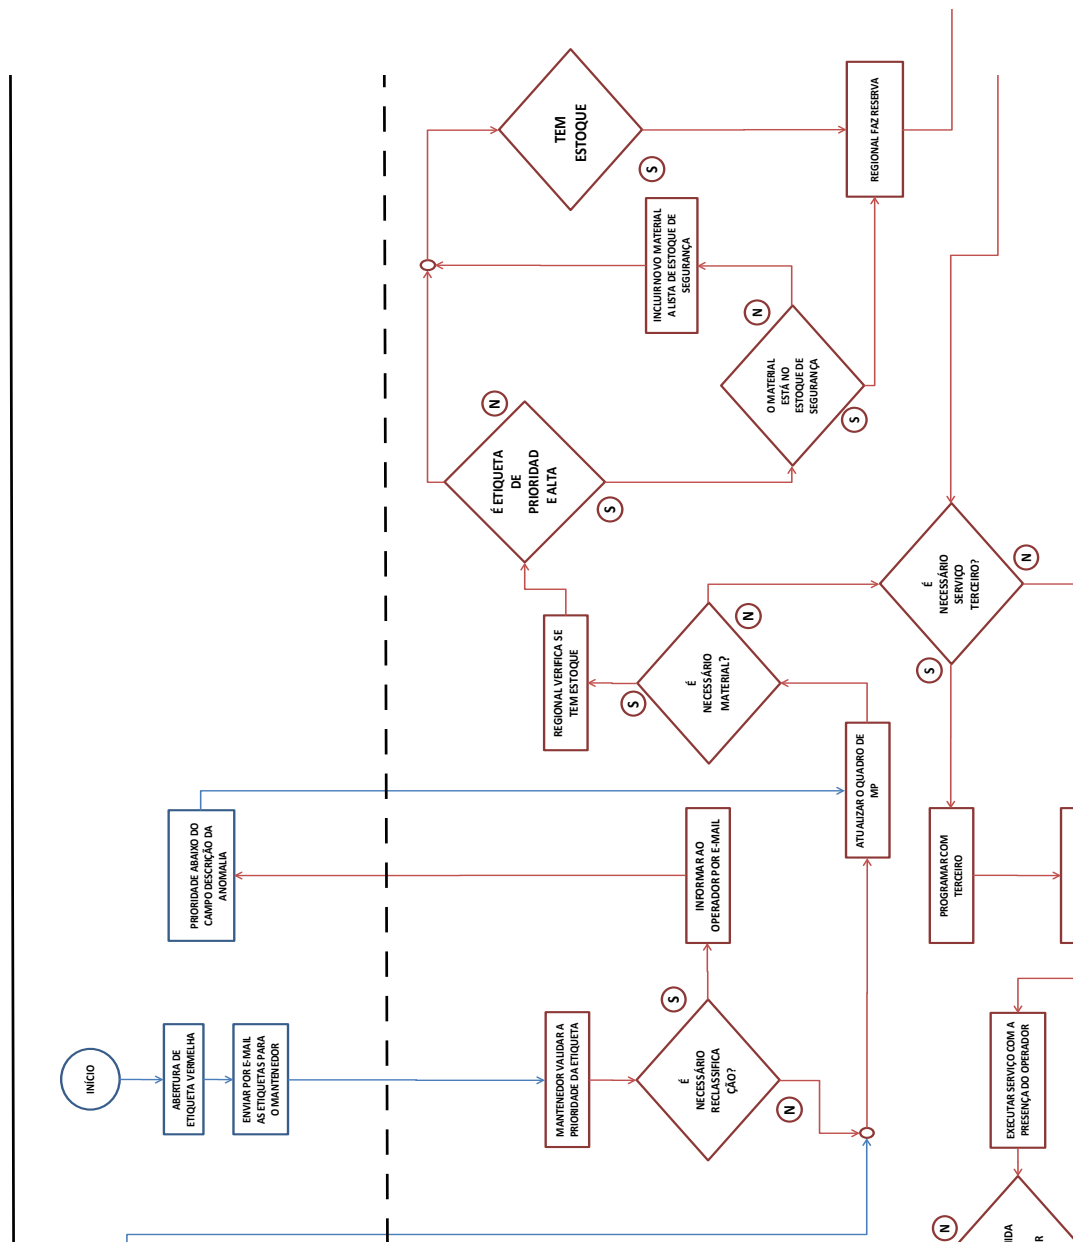 INÍCIO
ABERTURA DE
ETIQUETA VERMELHA
ENVIAR POR E-MAIL
AS ETIQUETAS PARA
O MANTENEDOR
MANTENEDOR VALIDAR A
PRIORIDADE DA ETIQUETA
É
NECESSÁRIO
RECLASSIFICA
ÇÃO?
S
N
INFORMAR AO
OPERADOR POR E-MAIL
PRIORIDADE ABAIXO DO
CAMPO DESCRIÇÃO DA
ANOMALIA
ATUALIZAR O QUADRO DE
MP
É
NECESSÁRIO
MATERIAL?
S
N
REGIONAL VERIFICA SE
TEM ESTOQUE
É ETIQUETA
DE
PRIORIDAD
E ALTA
N
S
O MATERIAL
ESTÁ NO
ESTOQUE DE
SEGURANÇA
N
S
INCLUIR NOVO MATERIAL
A LISTA DE ESTOQUE DE
SEGURANÇA
TEM
ESTOQUE
S
REGIONAL FAZ RESERVA
É
NECESSÁRIO
SERVIÇO
TERCEIRO?
S
N
PROGRAMAR COM
TERCEIRO
EXECUTAR SERVIÇO COM A
PRESENÇA DO OPERADOR
N